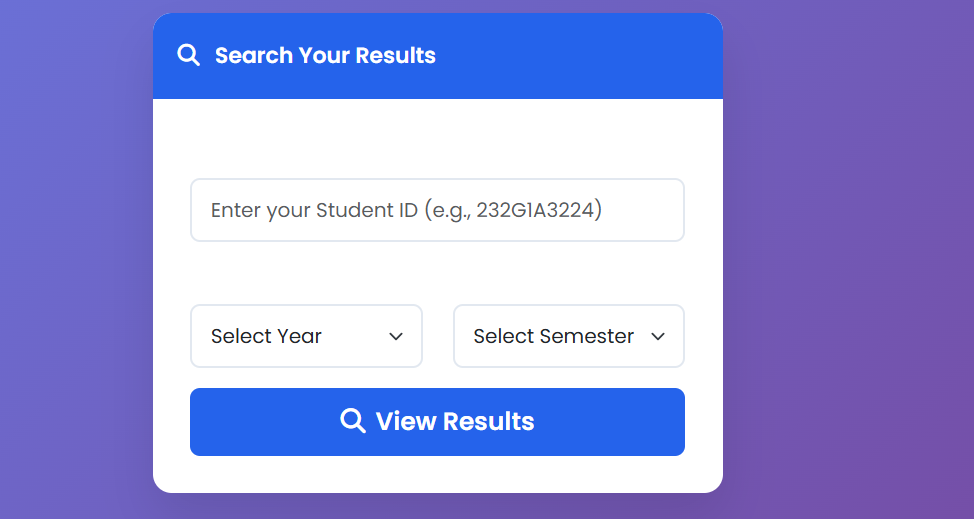 Search Your Results
Enter your Student ID (e.g., 232G1A3224)
Select Year
Select Semester
View Results